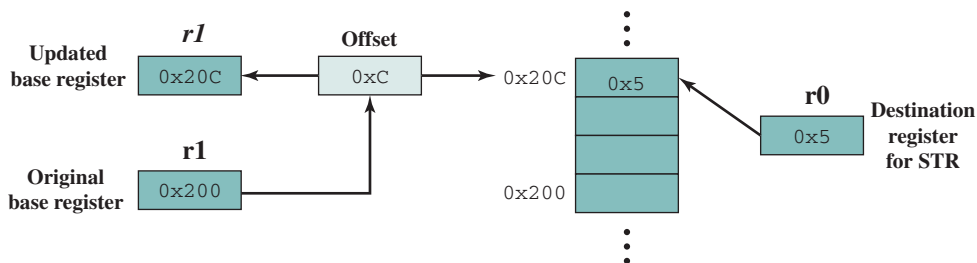 r1
Offset
Updated
base register
0x20C
0xC
0x20C
0x5
r0
0x5
Destination
register
for STR
r1
Original
base register
0x200
0x200